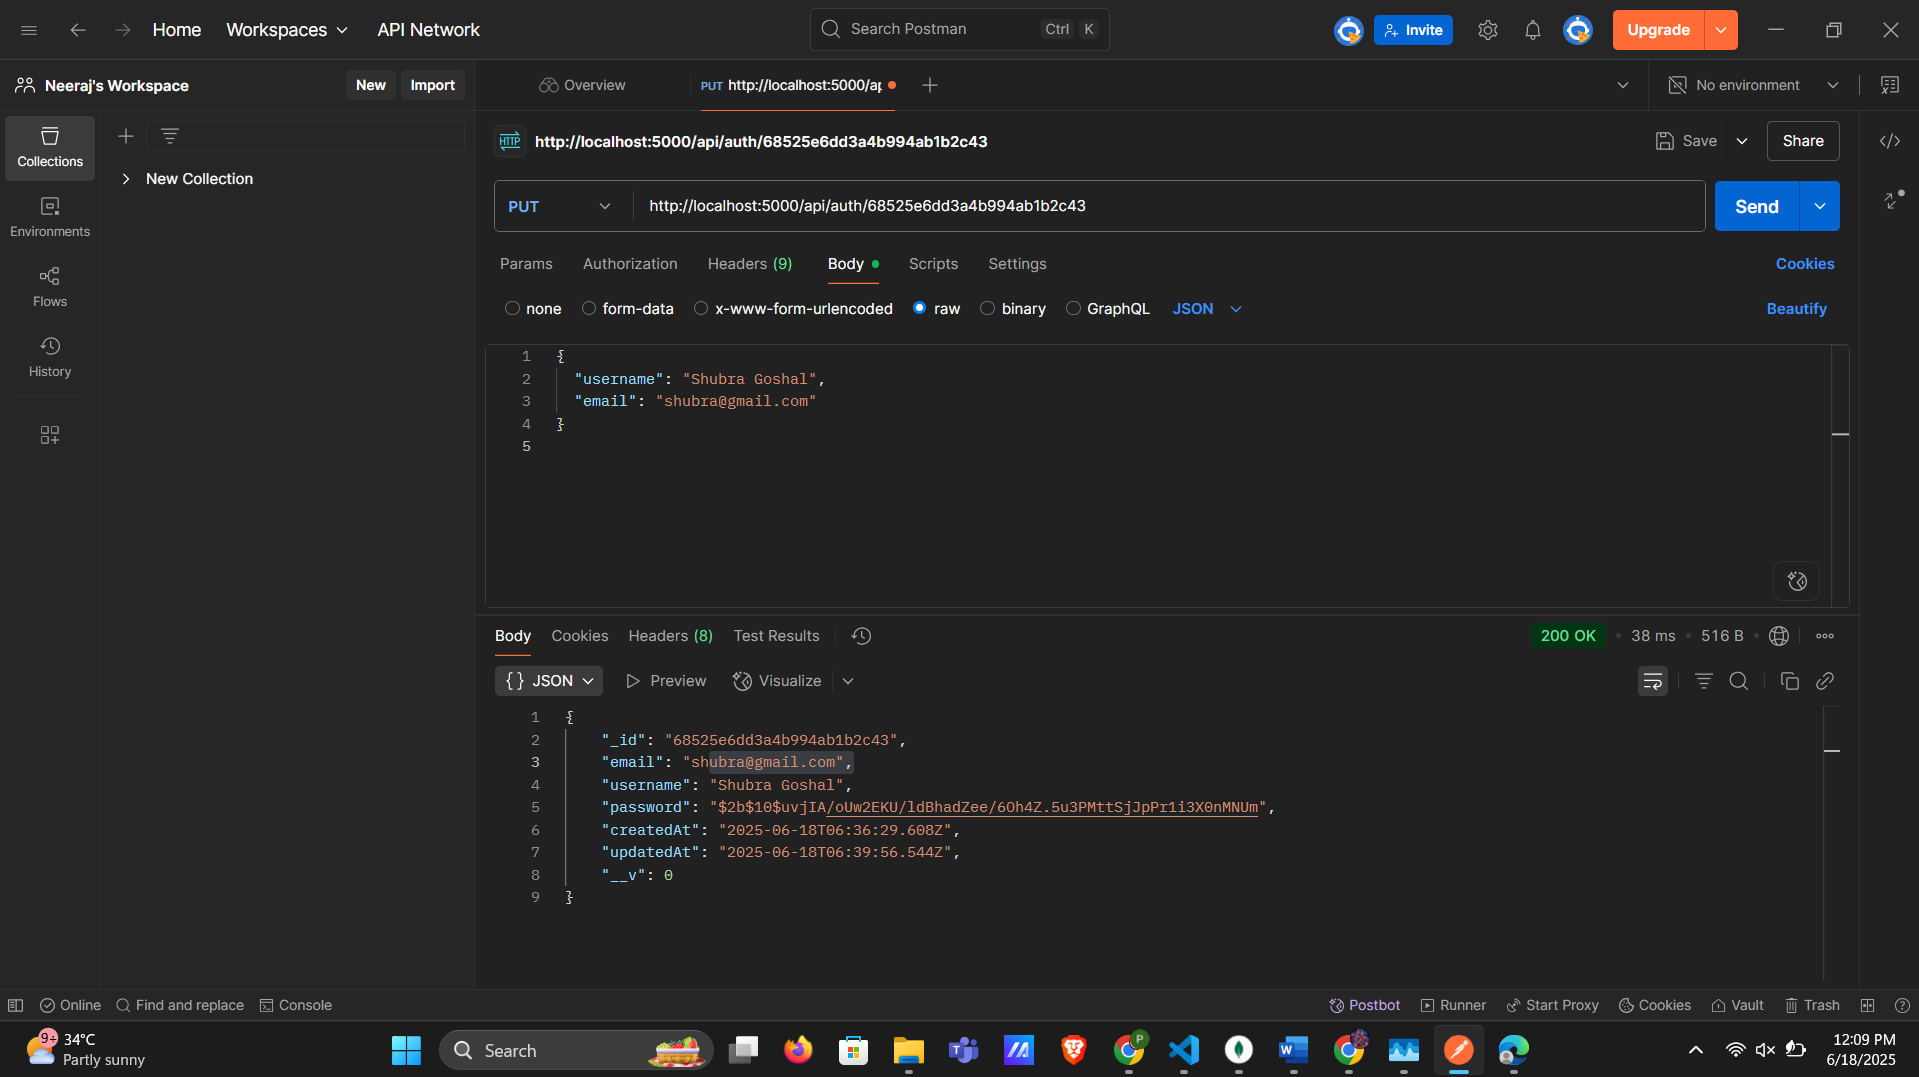 Home
Workspaces
API Network
Search Postman
Ctrl K
Invite
Upgrade
Neeraj's Workspace
New
Import
Overview
PUT http://localhost:5000/ap
No environment
Collections
New Collection
Environments
Flows
History
HTTP http://localhost:5000/api/auth/68525e6dd3a4b994ab1b2c43
Save
Share
PUT
http://localhost:5000/api/auth/68525e6dd3a4b994ab1b2c43
Send
Params
Authorization
Headers (9)
Body
Scripts
Settings
Cookies
none
form-data
x-www-form-urlencoded
raw
binary
GraphQL
JSON
Beautify
1 {
2 "username": "Shubra Goshal",
3 "email": "shubra@gmail.com"
4 }
5
Body
Cookies
Headers (8)
Test Results
200 OK
38 ms
516 B
{} JSON
Preview
Visualize
1 {
2 "_id": "68525e6dd3a4b994ab1b2c43",
3 "email": "shubra@gmail.com",
4 "username": "Shubra Goshal",
5 "password": "$2b$10$uvjIA/oUw2EKU/ldBhadZee/6Oh4Z.5u3PMttSjJpPr1i3X0nMNUm",
6 "createdAt": "2025-06-18T06:36:29.608Z",
7 "updatedAt": "2025-06-18T06:39:56.544Z",
8 "__v": 0
9 }
Online
Find and replace
Console
Postbot
Runner
Start Proxy
Cookies
Vault
Trash
9+
34°C
Partly sunny
Search
P
12:09 PM
6/18/2025